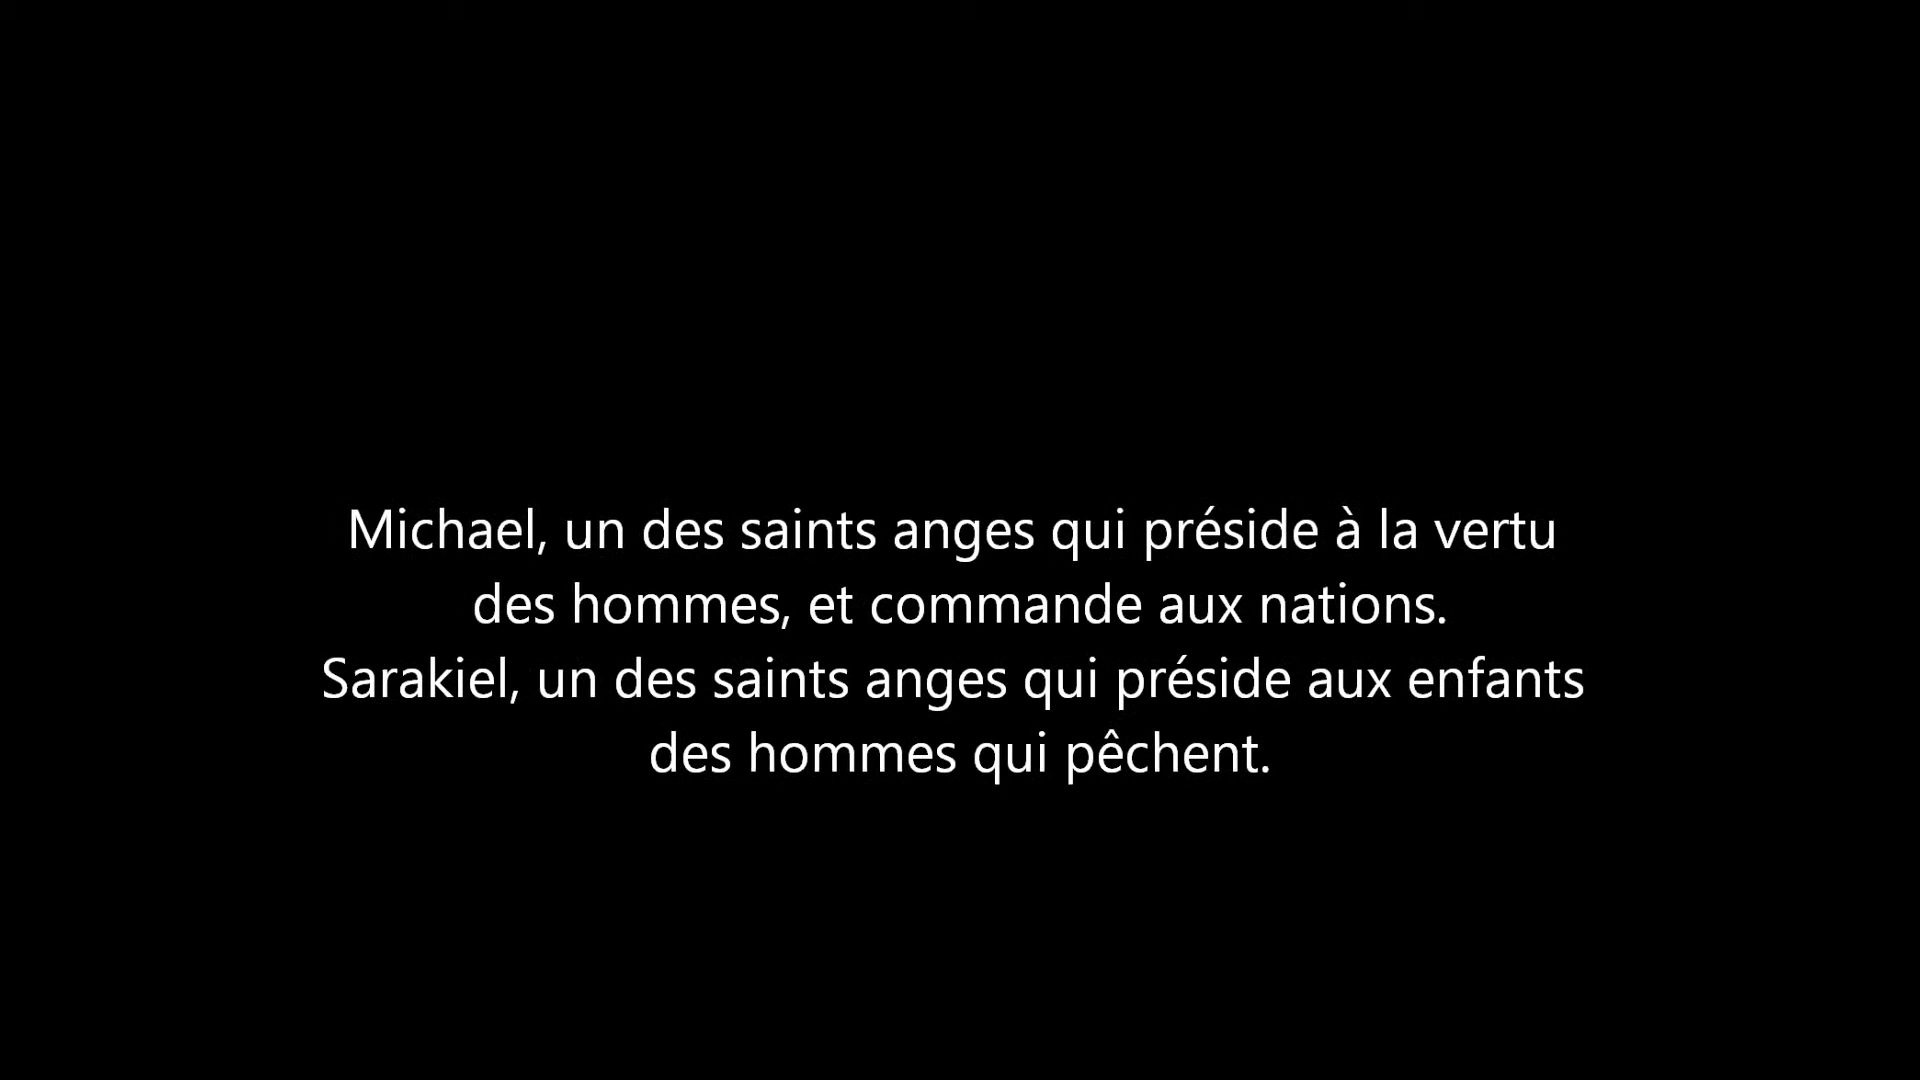 Michael, un des saints anges qui préside à la vertu
des hommes, et commande aux nations.
Sarakiel, un des saints anges qui préside aux enfants
des hommes qui pêchent.